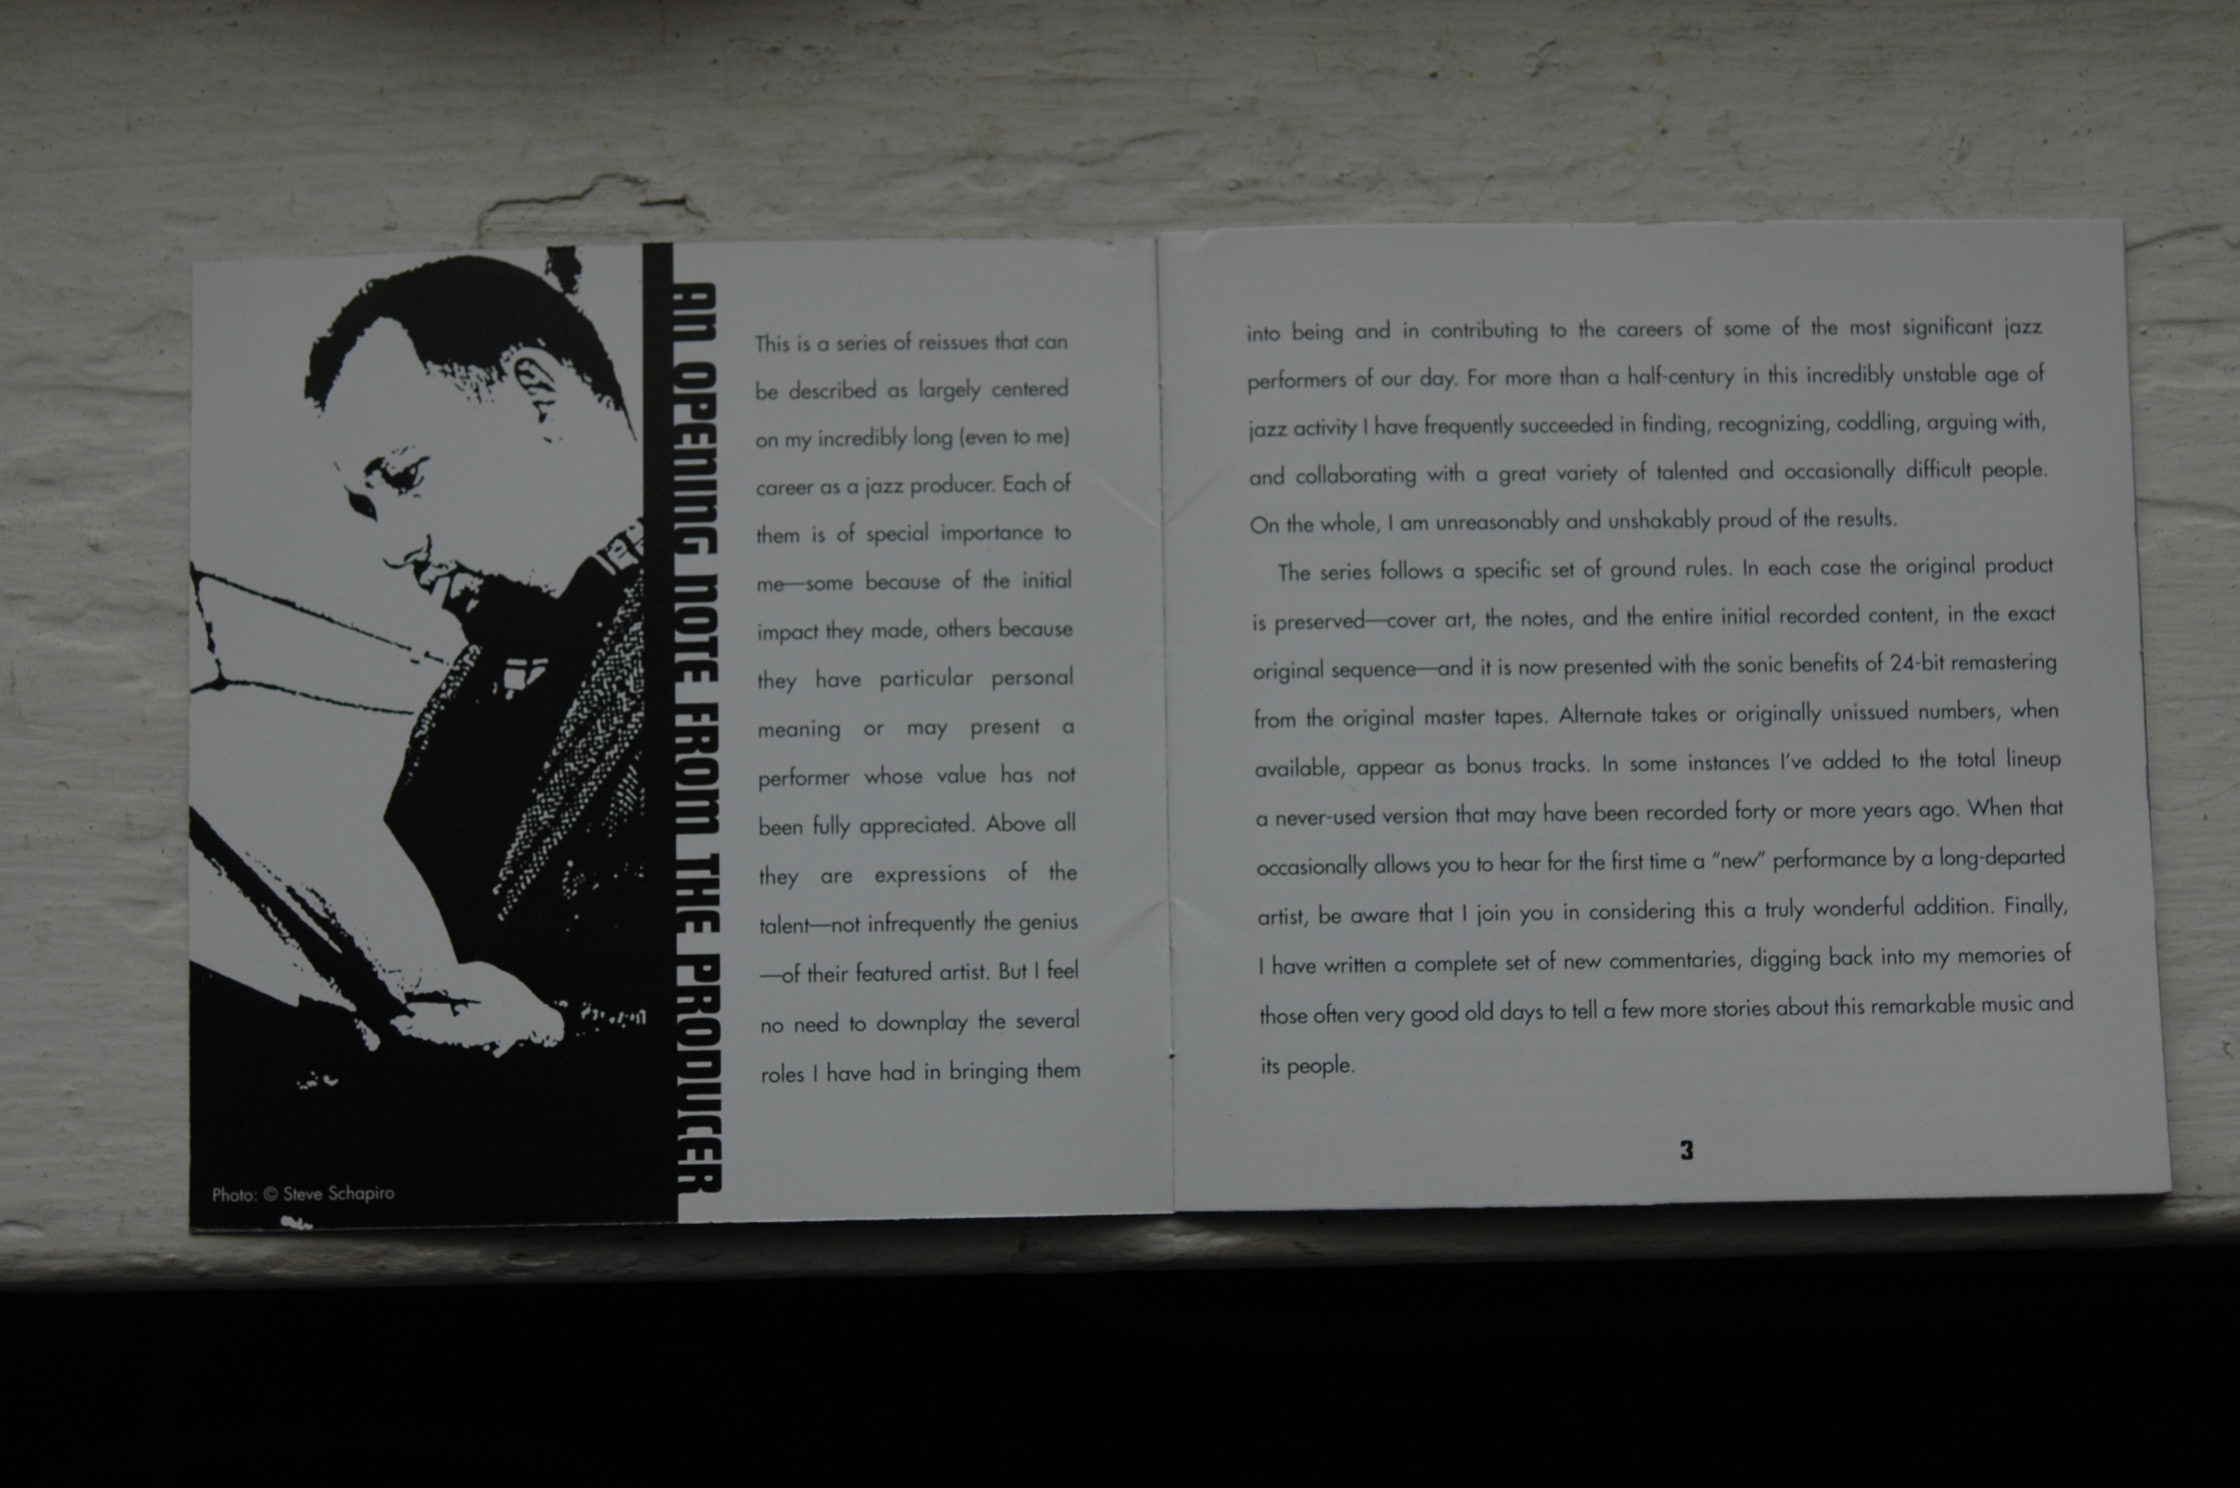 AN OPENING NOTE FROM THE PRODUCER
This is a series of reissues that can
be described as largely centered
on my incredibly long (even to me)
career as a jazz producer. Each of
them is of special importance to
me—some because of the initial
impact they made, others because
they have particular personal
meaning or may present a
performer whose value has not
been fully appreciated. Above all
they are expressions of the
talent—not infrequently the genius
—of their featured artist. But I feel
no need to downplay the several
roles I have had in bringing them
Photo: © Steve Schapiro
into being and in contributing to the careers of some of the most significant jazz
performers of our day. For more than a half-century in this incredibly unstable age of
jazz activity I have frequently succeeded in finding, recognizing, coddling, arguing with,
and collaborating with a great variety of talented and occasionally difficult people.
On the whole, I am unreasonably and unshakably proud of the results.
The series follows a specific set of ground rules. In each case the original product
is preserved—cover art, the notes, and the entire initial recorded content, in the exact
original sequence—and it is now presented with the sonic benefits of 24-bit remastering
from the original master tapes. Alternate takes or originally unissued numbers, when
available, appear as bonus tracks. In some instances I've added to the total lineup
a never-used version that may have been recorded forty or more years ago. When that
occasionally allows you to hear for the first time a "new" performance by a long-departed
artist, be aware that I join you in considering this a truly wonderful addition. Finally,
I have written a complete set of new commentaries, digging back into my memories of
those often very good old days to tell a few more stories about this remarkable music and
its people.
3